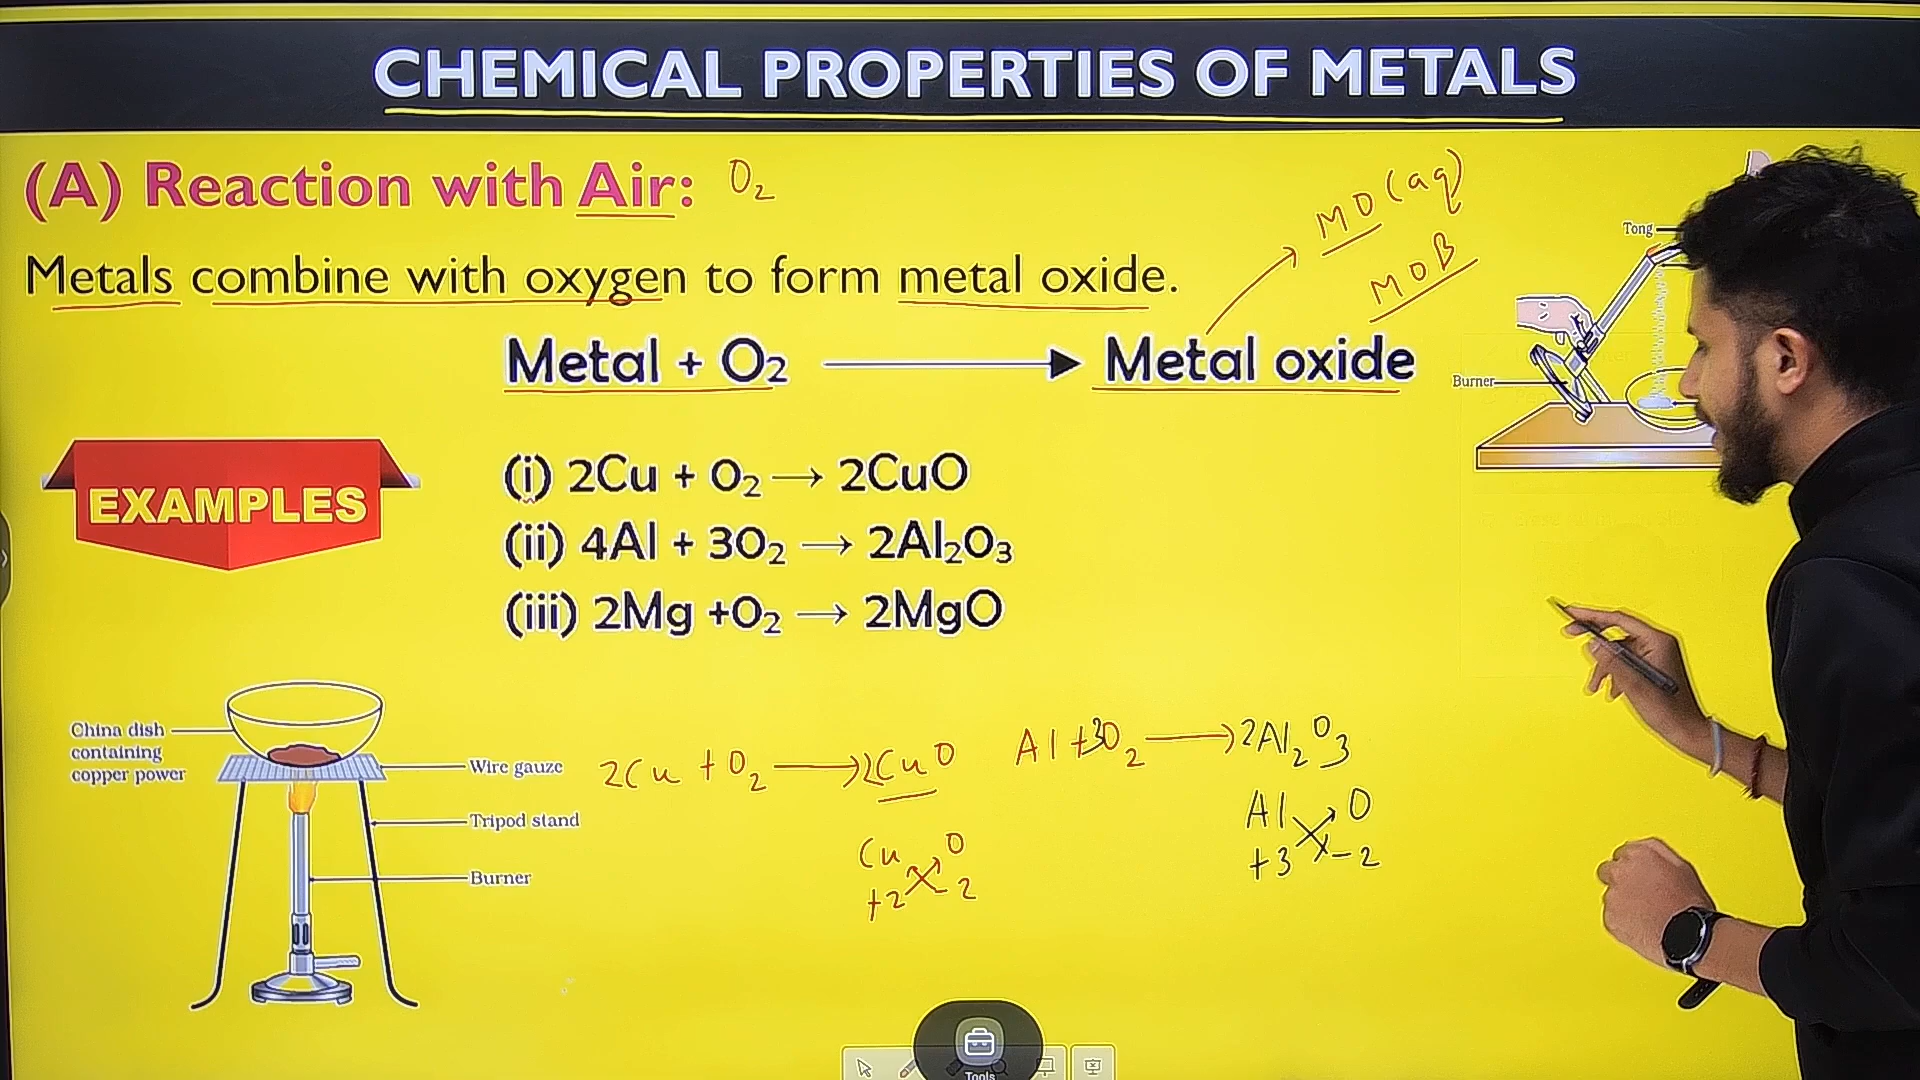 CHEMICAL PROPERTIES OF METALS
(A) Reaction with Air: O₂
MO(aq)
MOB
Metals combine with oxygen to form metal oxide.
Metal + O₂ ⟶ Metal oxide
Tong
Burner
EXAMPLES
(i) 2Cu + O₂ → 2CuO
(ii) 4Al + 3O₂ → 2Al₂O₃
(iii) 2Mg +O₂ → 2MgO
China dish
containing
copper power
Wire gauze
Tripod stand
Burner
2Cu + O₂ ⟶ 2CuO
Cu O
+2 -2
Al + 3O₂ ⟶ 2Al₂O₃
Al O
+3 -2
Tools